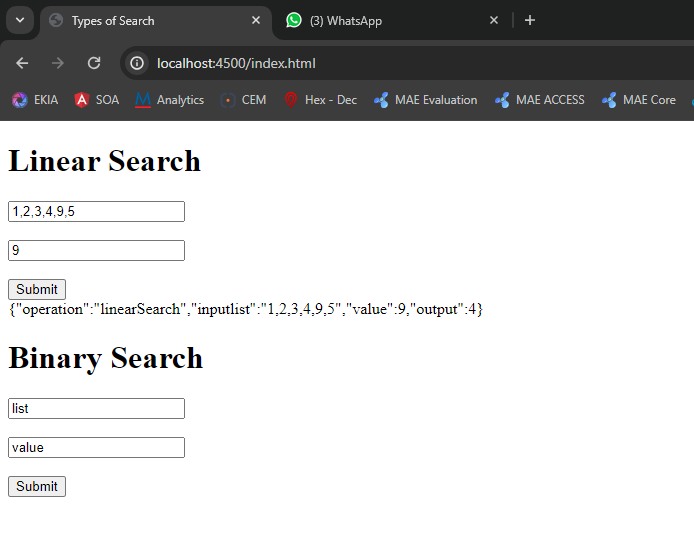 Types of Search
(3) WhatsApp
localhost:4500/index.html
EKIA SOA Analytics CEM Hex - Dec MAE Evaluation MAE ACCESS MAE Core
Linear Search
1,2,3,4,9,5
9
Submit
{"operation":"linearSearch","inputlist":"1,2,3,4,9,5","value":9,"output":4}
Binary Search
list
value
Submit